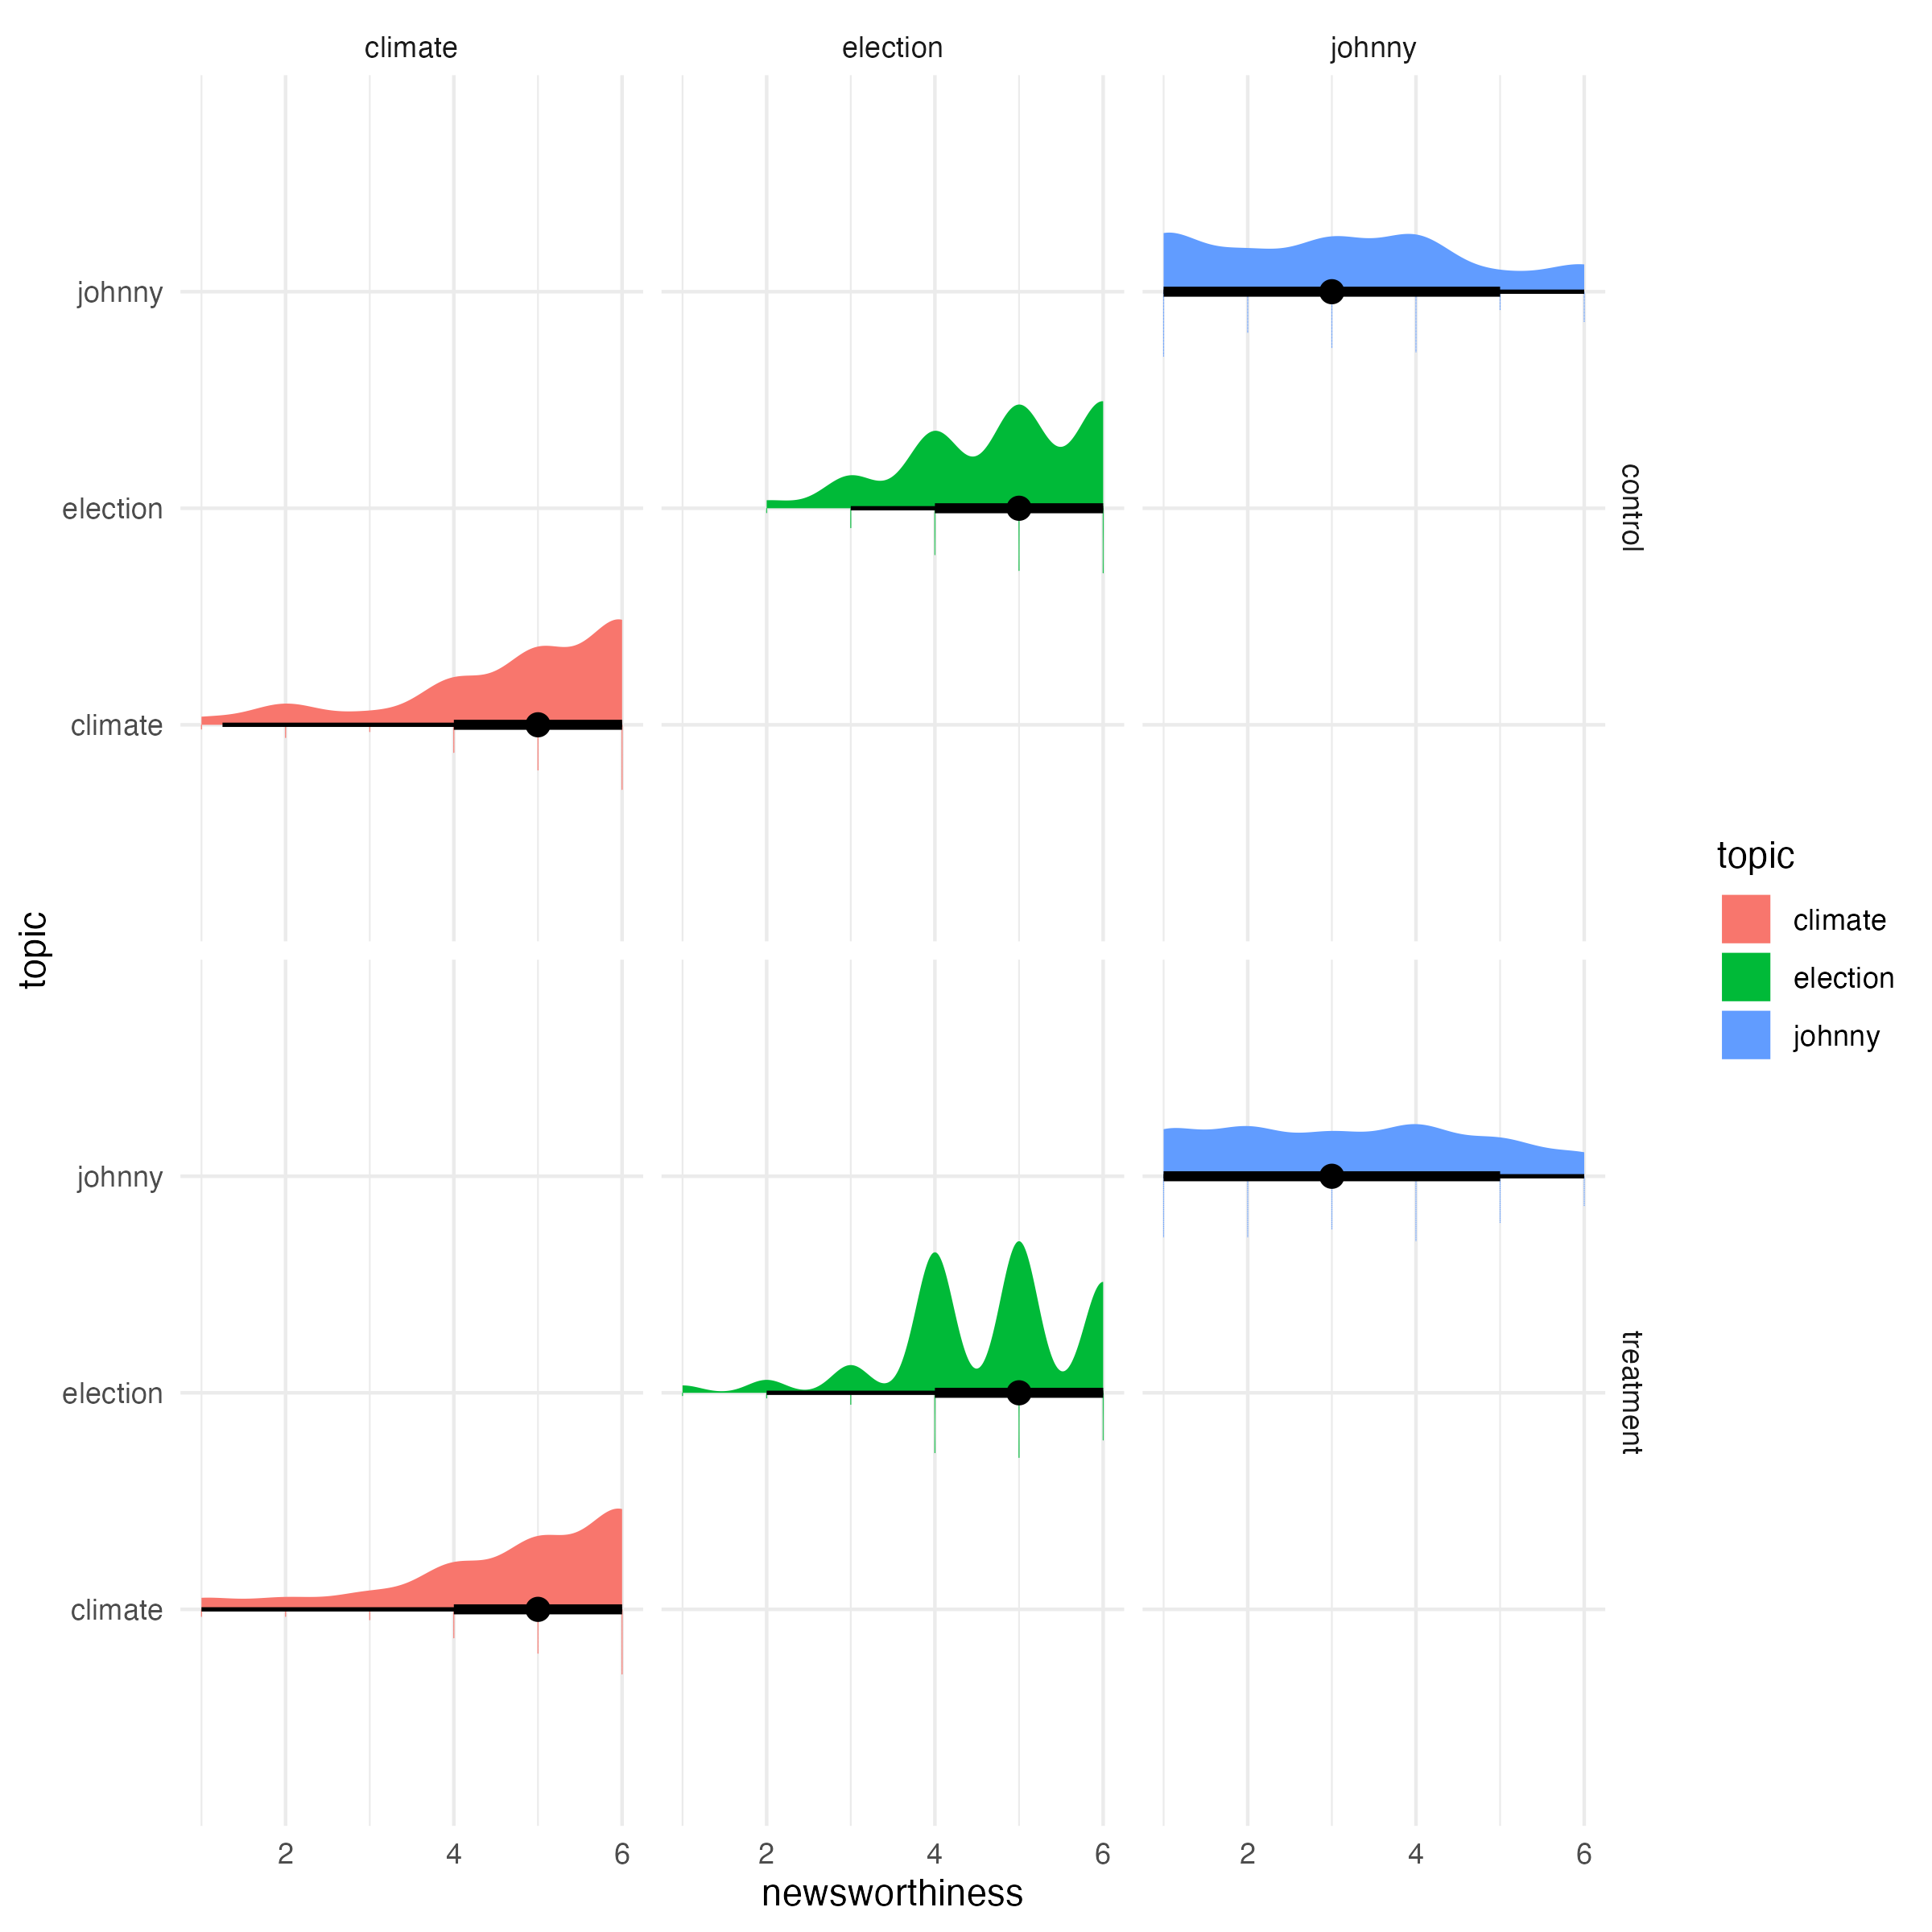 climate
election
johnny
johnny
election
climate
control
johnny
election
climate
treatment
topic
2
4
6
2
4
6
2
4
6
newsworthiness
topic
climate
election
johnny